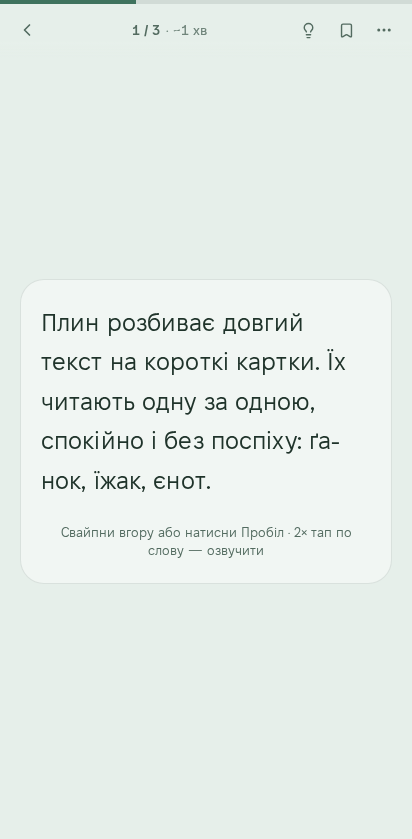 1 / 3 · ~1 хв
Плин розбиває довгий
текст на короткі картки. Їх
читають одну за одною,
спокійно і без поспіху: ґа-
нок, їжак, єнот.
Свайпни вгору або натисни Пробіл · 2× тап по
слову — озвучити